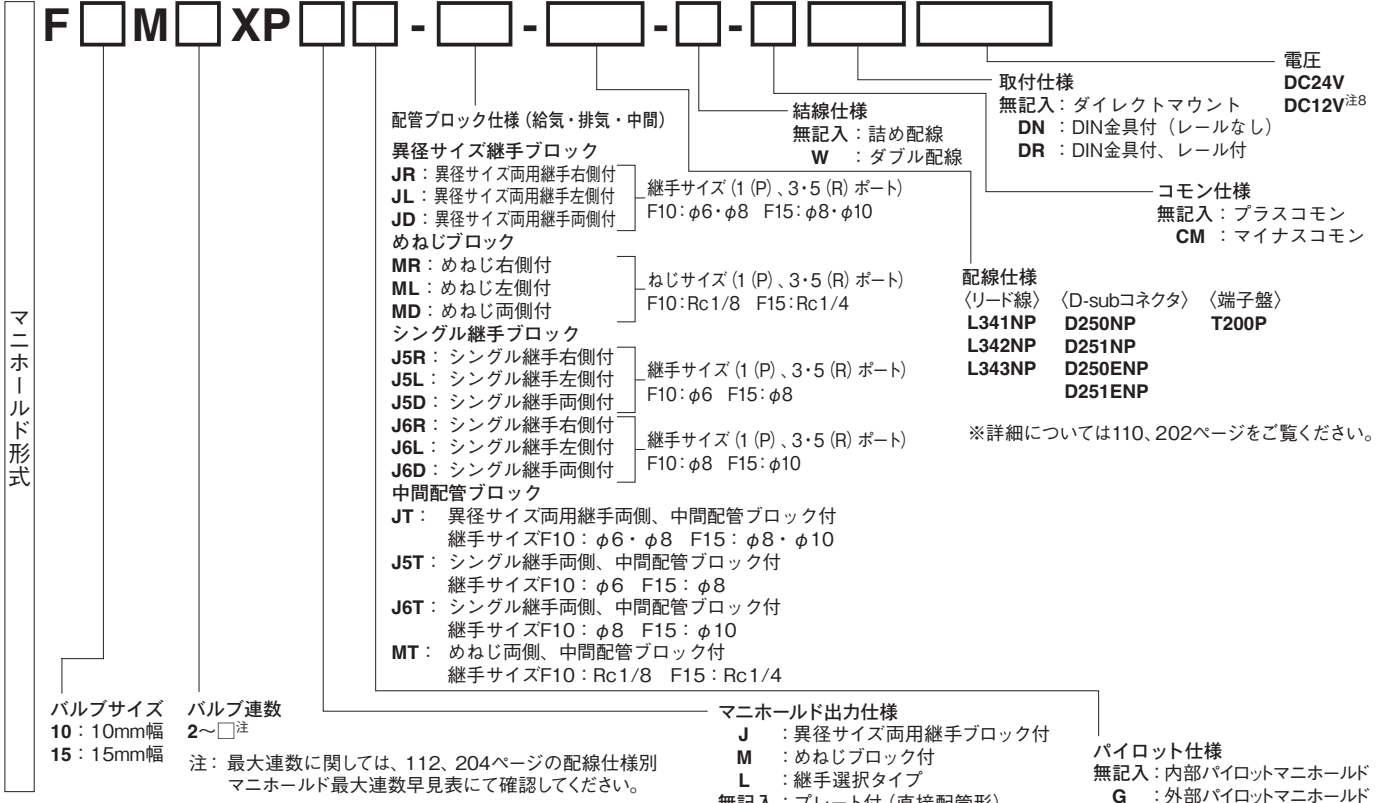 F□M□ XP□□-□-□-□-□□□
マニホールド形式
電圧
DC24V
DC12V注8
取付仕様
無記入：ダイレクトマウント
DN ：DIN金具付（レールなし）
DR ：DIN金具付、レール付
結線仕様
無記入：詰め配線
W ：ダブル配線
コモン仕様
無記入：プラスコモン
CM ：マイナスコモン
配線仕様
〈リード線〉 〈D-subコネクタ〉 〈端子盤〉
L341NP D250NP T200P
L342NP D251NP
L343NP D250ENP
D251ENP
※詳細については110、202ページをご覧ください。
配管ブロック仕様（給気・排気・中間）
異径サイズ継手ブロック
JR：異径サイズ両用継手右側付
JL：異径サイズ両用継手左側付
JD：異径サイズ両用継手両側付
継手サイズ（1（P）、3・5（R）ポート）
F10：φ6・φ8 F15：φ8・φ10
めねじブロック
MR：めねじ右側付
ML：めねじ左側付
MD：めねじ両側付
ねじサイズ（1（P）、3・5（R）ポート）
F10：Rc1/8 F15：Rc1/4
シングル継手ブロック
J5R：シングル継手右側付
J5L：シングル継手左側付
J5D：シングル継手両側付
継手サイズ（1（P）、3・5（R）ポート）
F10：φ6 F15：φ8
J6R：シングル継手右側付
J6L：シングル継手左側付
J6D：シングル継手両側付
継手サイズ（1（P）、3・5（R）ポート）
F10：φ8 F15：φ10
中間配管ブロック
JT： 異径サイズ両用継手両側、中間配管ブロック付
継手サイズF10：φ6・φ8 F15：φ8・φ10
J5T：シングル継手両側、中間配管ブロック付
継手サイズF10：φ6 F15：φ8
J6T：シングル継手両側、中間配管ブロック付
継手サイズF10：φ8 F15：φ10
MT： めねじ両側、中間配管ブロック付
継手サイズF10：Rc1/8 F15：Rc1/4
バルブサイズ
10：10mm幅
15：15mm幅
バルブ連数
2～□注
注：最大連数に関しては、112、204ページの配線仕様別
マニホールド最大連数早見表にて確認してください。
マニホールド出力仕様
J ：異径サイズ両用継手ブロック付
M ：めねじブロック付
L ：継手選択タイプ
無記入：プレート付（直接配管形）
パイロット仕様
無記入：内部パイロットマニホールド
G ：外部パイロットマニホールド